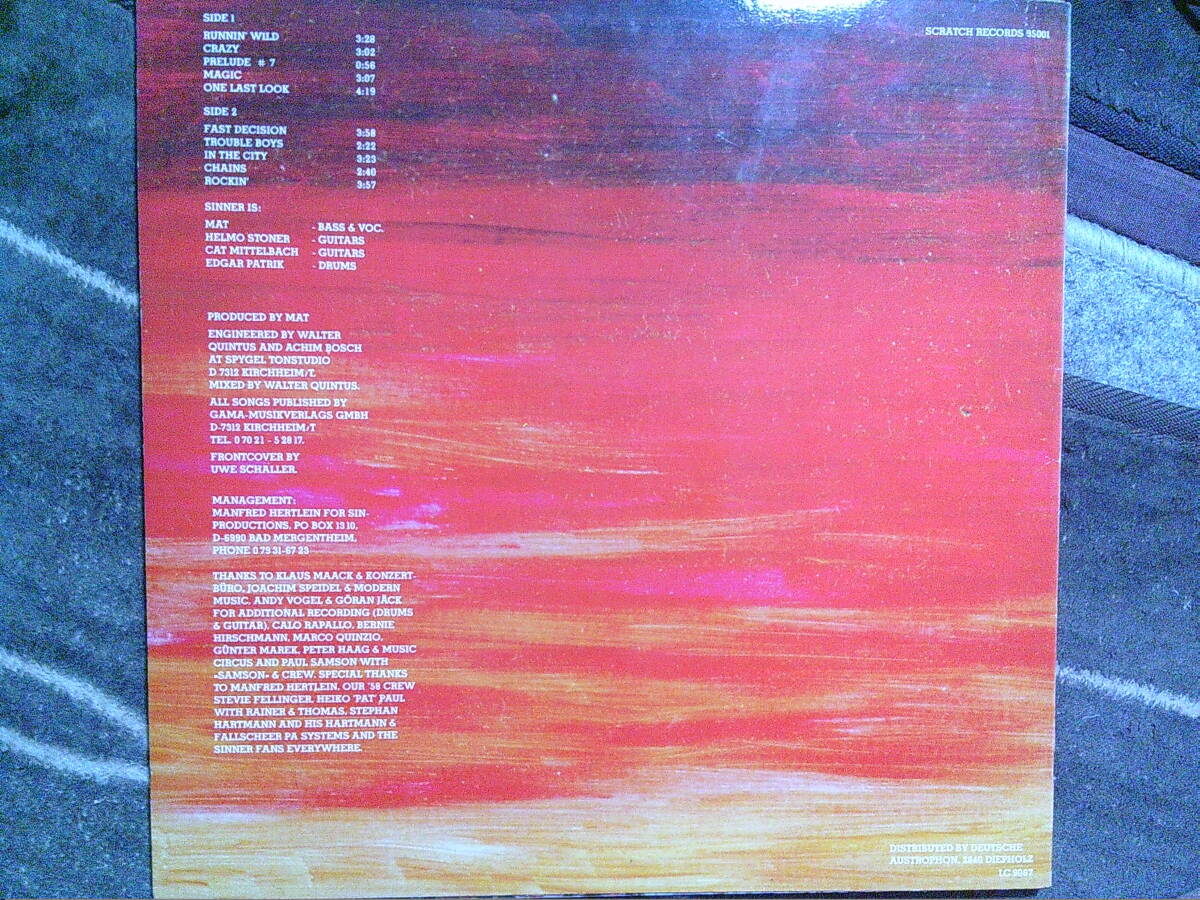 SIDE 1
RUNNIN' WILD 3:28
CRAZY 3:02
PRELUDE # 7 0:56
MAGIC 3:07
ONE LAST LOOK 4:19
SIDE 2
FAST DECISION 3:58
TROUBLE BOYS 2:22
IN THE CITY 3:23
CHAINS 2:40
ROCKIN' 3:57
SINNER IS:
MAT - BASS & VOC.
HELMO STONER - GUITARS
CAT MITTELBACH - GUITARS
EDGAR PATRIK - DRUMS
PRODUCED BY MAT
ENGINEERED BY WALTER
QUINTUS AND ACHIM BOSCH
AT SPYGEL TONSTUDIO
D 7312 KIRCHHEIM/T.
MIXED BY WALTER QUINTUS.
ALL SONGS PUBLISHED BY
GAMA-MUSIKVERLAGS GMBH
D-7312 KIRCHHEIM/T
TEL. 0 70 21 - 5 28 17.
FRONTCOVER BY
UWE SCHALLER.
MANAGEMENT:
MANFRED HERTLEIN FOR SIN-
PRODUCTIONS, PO BOX 1310,
D-6990 BAD MERGENTHEIM,
PHONE 0 79 31-67 23
THANKS TO KLAUS MAACK & KONZERT-
BÜRO, JOACHIM SPEIDEL & MODERN
MUSIC, ANDY VOGEL & GÖRAN JÄCK
FOR ADDITIONAL RECORDING (DRUMS
& GUITAR), CALO RAPALLO, BERNIE
HIRSCHMANN, MARCO QUINZIO,
GÜNTER MAREK, PETER HAAG & MUSIC
CIRCUS AND PAUL SAMSON WITH
»SAMSON« & CREW. SPECIAL THANKS
TO MANFRED HERTLEIN, OUR '58 CREW
STEVIE FELLINGER, HEIKO 'PAT' PAUL
WITH RAINER & THOMAS, STEPHAN
HARTMANN AND HIS HARTMANN &
FALLSCHEER PA SYSTEMS AND THE
SINNER FANS EVERYWHERE.
SCRATCH RECORDS 85001
DISTRIBUTED BY DEUTSCHE
AUSTROPHON, 2840 DIEPHOLZ
LC 9067